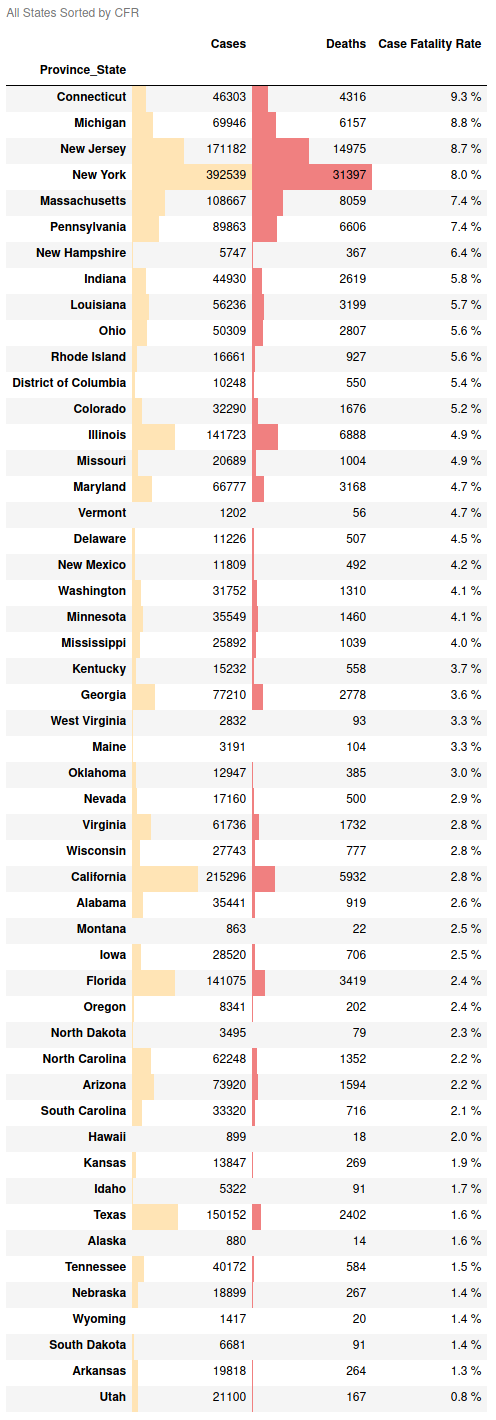 All States Sorted by CFR
Cases Deaths Case Fatality Rate
Province_State
Connecticut 46303 4316 9.3 %
Michigan 69946 6157 8.8 %
New Jersey 171182 14975 8.7 %
New York 392539 31397 8.0 %
Massachusetts 108667 8059 7.4 %
Pennsylvania 89863 6606 7.4 %
New Hampshire 5747 367 6.4 %
Indiana 44930 2619 5.8 %
Louisiana 56236 3199 5.7 %
Ohio 50309 2807 5.6 %
Rhode Island 16661 927 5.6 %
District of Columbia 10248 550 5.4 %
Colorado 32290 1676 5.2 %
Illinois 141723 6888 4.9 %
Missouri 20689 1004 4.9 %
Maryland 66777 3168 4.7 %
Vermont 1202 56 4.7 %
Delaware 11226 507 4.5 %
New Mexico 11809 492 4.2 %
Washington 31752 1310 4.1 %
Minnesota 35549 1460 4.1 %
Mississippi 25892 1039 4.0 %
Kentucky 15232 558 3.7 %
Georgia 77210 2778 3.6 %
West Virginia 2832 93 3.3 %
Maine 3191 104 3.3 %
Oklahoma 12947 385 3.0 %
Nevada 17160 500 2.9 %
Virginia 61736 1732 2.8 %
Wisconsin 27743 777 2.8 %
California 215296 5932 2.8 %
Alabama 35441 919 2.6 %
Montana 863 22 2.5 %
Iowa 28520 706 2.5 %
Florida 141075 3419 2.4 %
Oregon 8341 202 2.4 %
North Dakota 3495 79 2.3 %
North Carolina 62248 1352 2.2 %
Arizona 73920 1594 2.2 %
South Carolina 33320 716 2.1 %
Hawaii 899 18 2.0 %
Kansas 13847 269 1.9 %
Idaho 5322 91 1.7 %
Texas 150152 2402 1.6 %
Alaska 880 14 1.6 %
Tennessee 40172 584 1.5 %
Nebraska 18899 267 1.4 %
Wyoming 1417 20 1.4 %
South Dakota 6681 91 1.4 %
Arkansas 19818 264 1.3 %
Utah 21100 167 0.8 %